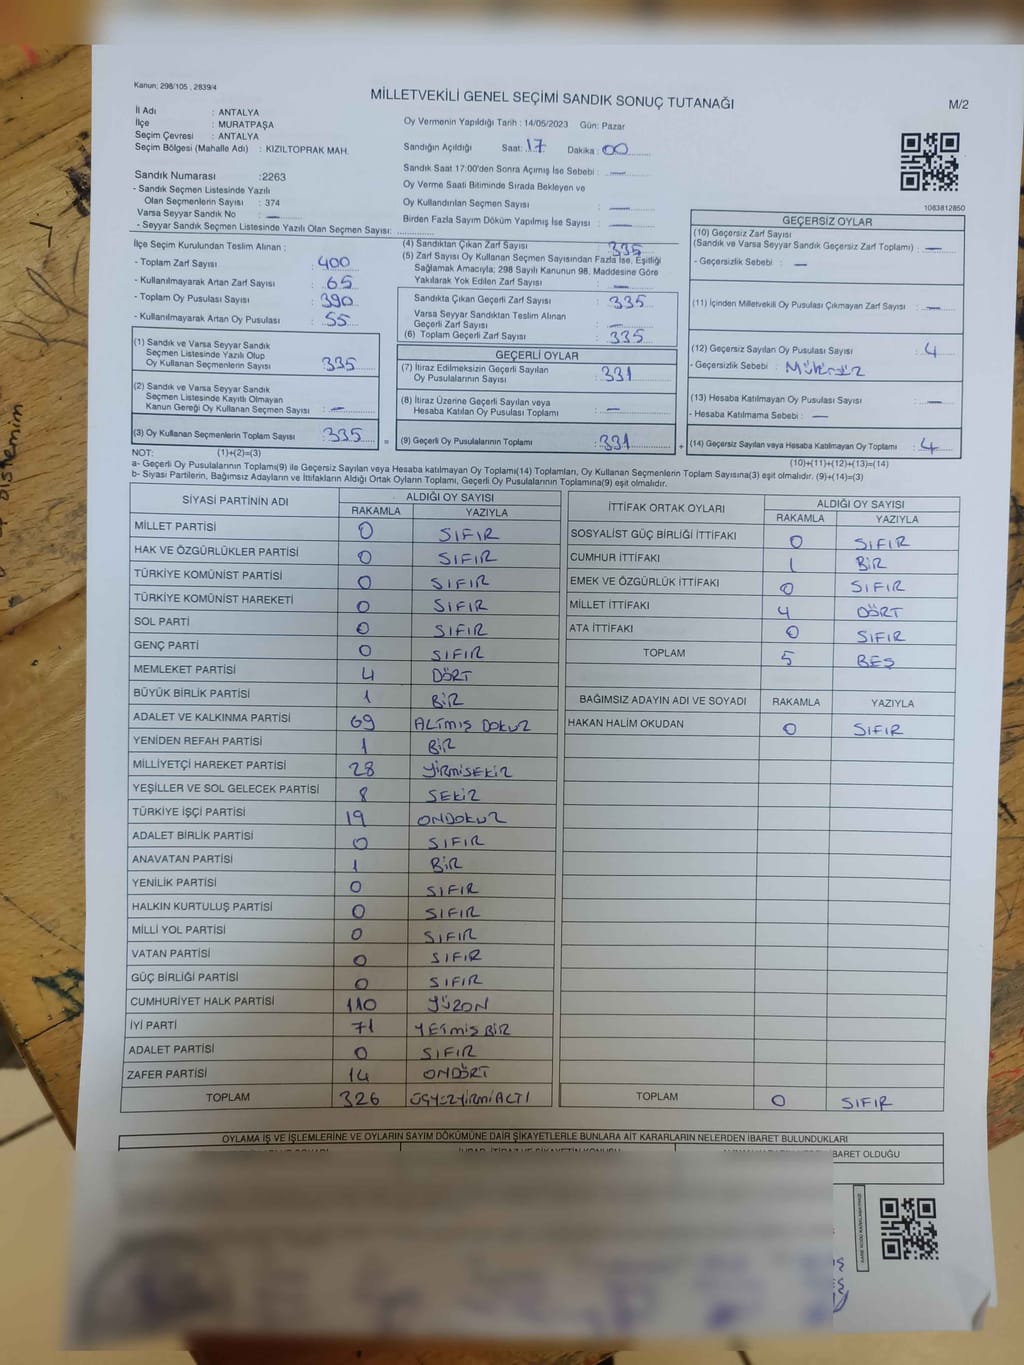 Kanun; 298/105 , 2839/4
MİLLETVEKİLİ GENEL SEÇİMİ SANDIK SONUÇ TUTANAĞI
M/2
İl Adı : ANTALYA
İlçe : MURATPAŞA
Seçim Çevresi : ANTALYA
Seçim Bölgesi (Mahalle Adı) : KIZILTOPRAK MAH.
Oy Vermenin Yapıldığı Tarih : 14/05/2023 Gün: Pazar
Sandığın Açıldığı Saat: 17 Dakika : 00
Sandık Saat 17:00'den Sonra Açımış İse Sebebi : —
Oy Verme Saati Bitiminde Sırada Bekleyen ve
Oy Kullandırılan Seçmen Sayısı : —
Birden Fazla Sayım Döküm Yapılmış İse Sayısı : —
Sandık Numarası :2263
- Sandık Seçmen Listesinde Yazılı
Olan Seçmenlerin Sayısı : 374
Varsa Seyyar Sandık No : —
- Seyyar Sandık Seçmen Listesinde Yazılı Olan Seçmen Sayısı:
1083812850
İlçe Seçim Kurulundan Teslim Alınan :
- Toplam Zarf Sayısı : 400
- Kullanılmayarak Artan Zarf Sayısı : 65
- Toplam Oy Pusulası Sayısı : 390
- Kullanılmayarak Artan Oy Pusulası : 55
(1) Sandık ve Varsa Seyyar Sandık
Seçmen Listesinde Yazılı Olup
Oy Kullanan Seçmenlerin Sayısı : 335
(2) Sandık ve Varsa Seyyar Sandık
Seçmen Listesinde Kayıtlı Olmayan
Kanun Gereği Oy Kullanan Seçmen Sayısı : —
(3) Oy Kullanan Seçmenlerin Toplam Sayısı : 335
(4) Sandıktan Çıkan Zarf Sayısı : 335
(5) Zarf Sayısı Oy Kullanan Seçmen Sayısından Fazla İse, Eşitliği
Sağlamak Amacıyla; 298 Sayılı Kanunun 98. Maddesine Göre
Yakılarak Yok Edilen Zarf Sayısı : —
Sandıkta Çıkan Geçerli Zarf Sayısı : 335
Varsa Seyyar Sandıktan Teslim Alınan
Geçerli Zarf Sayısı : —
(6) Toplam Geçerli Zarf Sayısı : 335
GEÇERLİ OYLAR
(7) İtiraz Edilmeksizin Geçerli Sayılan
Oy Pusulalarının Sayısı : 331
(8) İtiraz Üzerine Geçerli Sayılan veya
Hesaba Katılan Oy Pusulası Toplamı : —
= (9) Geçerli Oy Pusulalarının Toplamı : 331 +
GEÇERSİZ OYLAR
(10) Geçersiz Zarf Sayısı
(Sandık ve Varsa Seyyar Sandık Geçersiz Zarf Toplamı) : —
- Geçersizlik Sebebi : —
(11) İçinden Milletvekili Oy Pusulası Çıkmayan Zarf Sayısı : —
(12) Geçersiz Sayılan Oy Pusulası Sayısı : 4
- Geçersizlik Sebebi : Mühürsüz
(13) Hesaba Katılmayan Oy Pusulası Sayısı : —
- Hesaba Katılmama Sebebi : —
(14) Geçersiz Sayılan veya Hesaba Katılmayan Oy Toplamı : 4
NOT: (1)+(2)=(3)
(10)+(11)+(12)+(13)=(14)
a- Geçerli Oy Pusulalarının Toplamı(9) ile Geçersiz Sayılan veya Hesaba katılmayan Oy Toplamı(14) Toplamları, Oy Kullanan Seçmenlerin Toplam Sayısına(3) eşit olmalıdır. (9)+(14)=(3)
b- Siyasi Partilerin, Bağımsız Adayların ve İttifakların Aldığı Ortak Oyların Toplamı, Geçerli Oy Pusulalarının Toplamına(9) eşit olmalıdır.
SİYASİ PARTİNİN ADI ALDIĞI OY SAYISI
RAKAMLA YAZIYLA
MİLLET PARTİSİ 0 SIFIR
HAK VE ÖZGÜRLÜKLER PARTİSİ 0 SIFIR
TÜRKİYE KOMÜNİST PARTİSİ 0 SIFIR
TÜRKİYE KOMÜNİST HAREKETİ 0 SIFIR
SOL PARTİ 0 SIFIR
GENÇ PARTİ 0 SIFIR
MEMLEKET PARTİSİ 4 DÖRT
BÜYÜK BİRLİK PARTİSİ 1 BİR
ADALET VE KALKINMA PARTİSİ 69 ALTMIŞ DOKUZ
YENİDEN REFAH PARTİSİ 1 BİR
MİLLİYETÇİ HAREKET PARTİSİ 28 YİRMİSEKİZ
YEŞİLLER VE SOL GELECEK PARTİSİ 8 SEKİZ
TÜRKİYE İŞÇİ PARTİSİ 19 ONDOKUZ
ADALET BİRLİK PARTİSİ 0 SIFIR
ANAVATAN PARTİSİ 1 BİR
YENİLİK PARTİSİ 0 SIFIR
HALKIN KURTULUŞ PARTİSİ 0 SIFIR
MİLLİ YOL PARTİSİ 0 SIFIR
VATAN PARTİSİ 0 SIFIR
GÜÇ BİRLİĞİ PARTİSİ 0 SIFIR
CUMHURİYET HALK PARTİSİ 110 YÜZON
İYİ PARTİ 71 YETMİŞ BİR
ADALET PARTİSİ 0 SIFIR
ZAFER PARTİSİ 14 ONDÖRT
TOPLAM 326 ÜÇYÜZYİRMİALTI
İTTİFAK ORTAK OYLARI ALDIĞI OY SAYISI
RAKAMLA YAZIYLA
SOSYALİST GÜÇ BİRLİĞİ İTTİFAKI 0 SIFIR
CUMHUR İTTİFAKI 1 BİR
EMEK VE ÖZGÜRLÜK İTTİFAKI 0 SIFIR
MİLLET İTTİFAKI 4 DÖRT
ATA İTTİFAKI 0 SIFIR
TOPLAM 5 BEŞ
BAĞIMSIZ ADAYIN ADI VE SOYADI RAKAMLA YAZIYLA
HAKAN HALİM OKUDAN 0 SIFIR
TOPLAM 0 SIFIR
OYLAMA İŞ VE İŞLEMLERİNE VE OYLARIN SAYIM DÖKÜMÜNE DAİR ŞİKAYETLERLE BUNLARA AİT KARARLARIN NELERDEN İBARET BULUNDUKLARI
BARET OLDUĞU